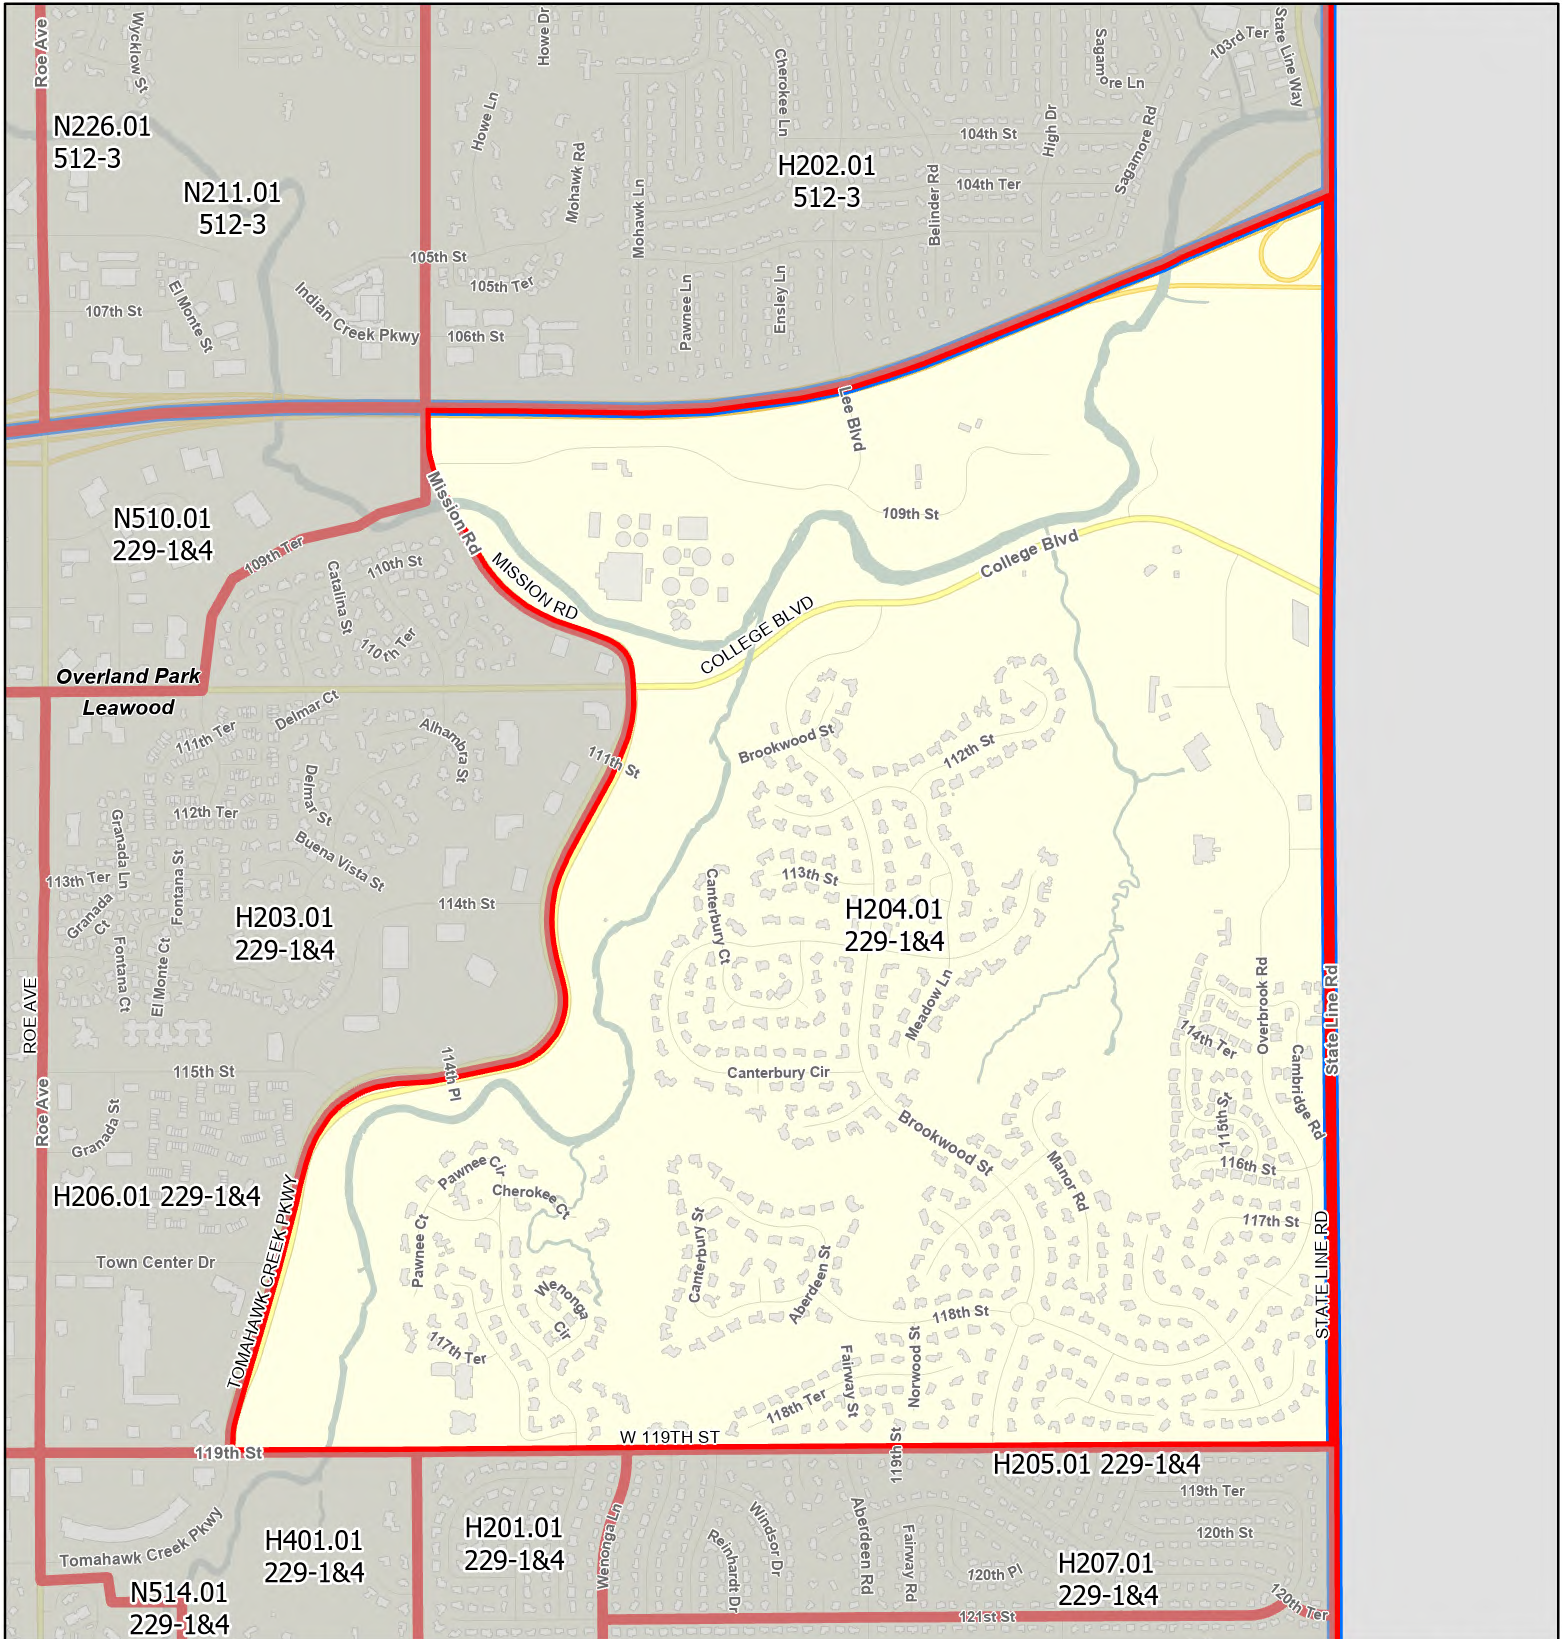 Roe Ave
Wycklow St
Howe Dr
Cherokee Ln
Sagamo
re Ln
103rd Ter
State Line Way
N226.01
512-3
Howe Ln
Mohawk Rd
H202.01
512-3
104th St
High Dr
Sagamore Rd
N211.01
512-3
Mohawk Ln
Belinder Rd
104th Ter
105th St
105th Ter
Pawnee Ln
Ensley Ln
107th St
El Monte St
Indian Creek Pkwy
106th St
Lee Blvd
Mission Rd
N510.01
229-1&4
109th St
109th Ter
110th St
Catalina St
110th Ter
MISSION RD
College Blvd
COLLEGE BLVD
Overland Park
Leawood
Delmar Ct
111th Ter
Alhambra St
111th St
Brookwood St
112th St
Delmar St
112th Ter
Granada Ln
Buena Vista St
Fontana St
113th Ter
Granada
Ct
114th St
113th St
Canterbury Ct
H203.01
229-1&4
H204.01
229-1&4
Fontana Ct
El Monte Ct
ROE AVE
Meadow Ln
Overbrook Rd
State Line Rd
114th Ter
Cambridge Rd
115th St
114th Pl
Canterbury Cir
Roe Ave
Granada St
Brookwood St
115th St
116th St
Pawnee
Cir
Cherokee Ct
Manor Rd
H206.01 229-1&4
Pawnee Ct
Canterbury St
117th St
STATE LINE RD
Town Center Dr
TOMAHAWK CREEK PKWY
Wenonga
Cir
Aberdeen St
118th St
117th Ter
Norwood St
Fairway St
118th Ter
W 119TH ST
119th St
119th St
H205.01 229-1&4
119th Ter
Tomahawk Creek Pkwy
H401.01
229-1&4
H201.01
229-1&4
Wenonga Ln
Windsor Dr
Reinhardt Dr
Aberdeen Rd
Fairway Rd
120th St
120th Pl
H207.01
229-1&4
N514.01
229-1&4
121st St
120th Ter